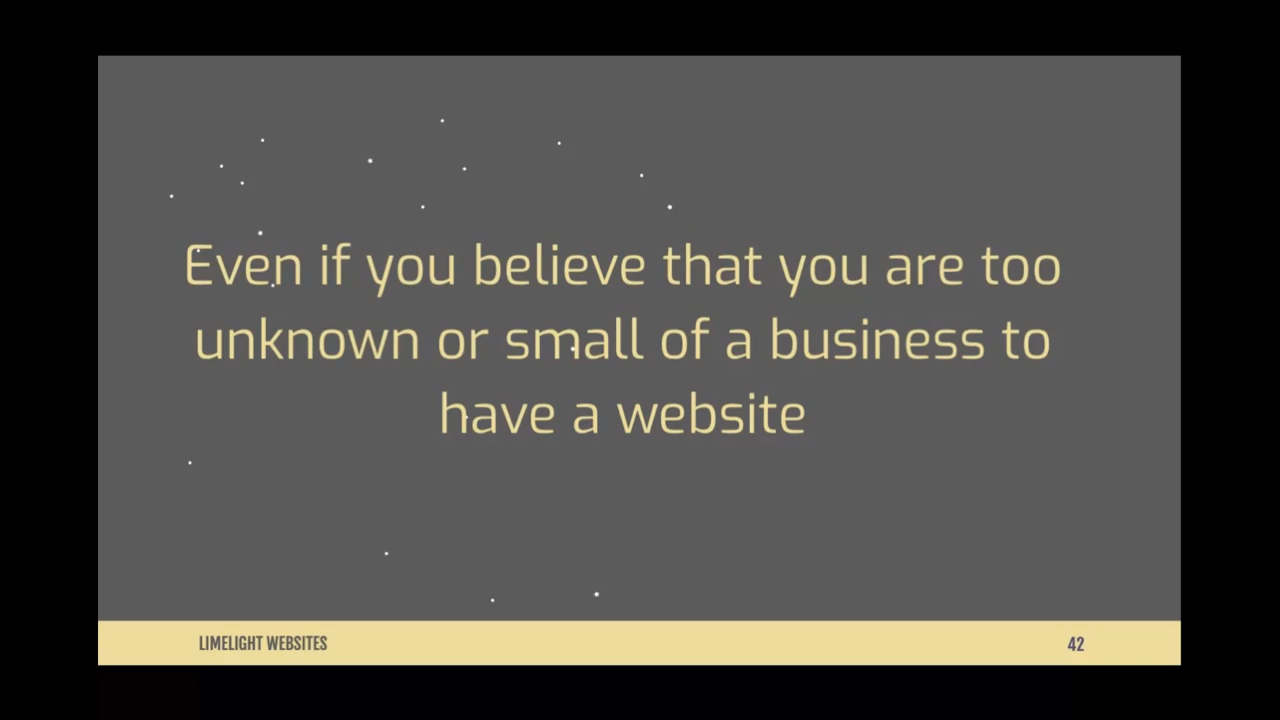 Even if you believe that you are too
unknown or small of a business to
have a website
LIMELIGHT WEBSITES
42